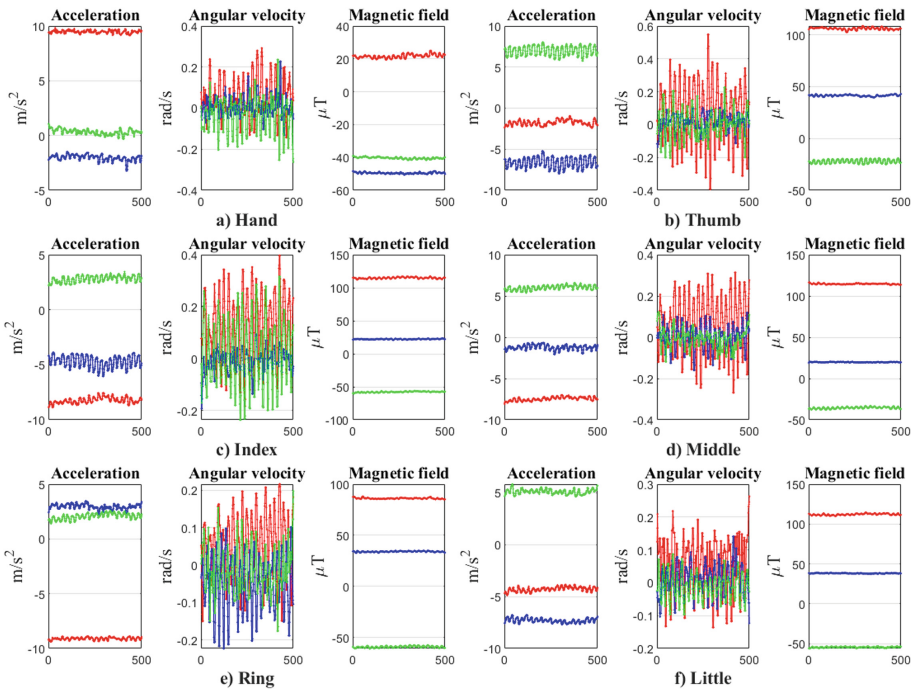 Acceleration Angular velocity Magnetic field Acceleration Angular velocity Magnetic field
10 0.4 40 10 0.6 100
5 0.2 20 5 0.4 50
0 0 0 0 0.2 0
-5 -0.2 -20 -5 0 -50
-0.4 -40 -10 -0.2
-60 -0.4
m/s² rad/s μT m/s² rad/s μT
0 500 0 500 0 500 0 500 0 500 0 500
a) Hand b) Thumb
Acceleration Angular velocity Magnetic field Acceleration Angular velocity Magnetic field
5 0.4 150 10 0.4 150
0 0.2 100 5 0.2 100
-5 0 50 0 0 50
-10 -0.2 0 -5 -0.2 0
-50 -10 -0.4 -50
-100
m/s² rad/s μT m/s² rad/s μT
0 500 0 500 0 500 0 500 0 500 0 500
c) Index d) Middle
Acceleration Angular velocity Magnetic field Acceleration Angular velocity Magnetic field
5 0.2 100 5 0.3 150
0 0.1 50 0 0.2 100
-5 0 0 -5 0.1 50
-10 -0.1 -50 -10 0 0
-0.2 -0.1 -50
-0.2
m/s² rad/s μT m/s² rad/s μT
0 500 0 500 0 500 0 500 0 500 0 500
e) Ring f) Little